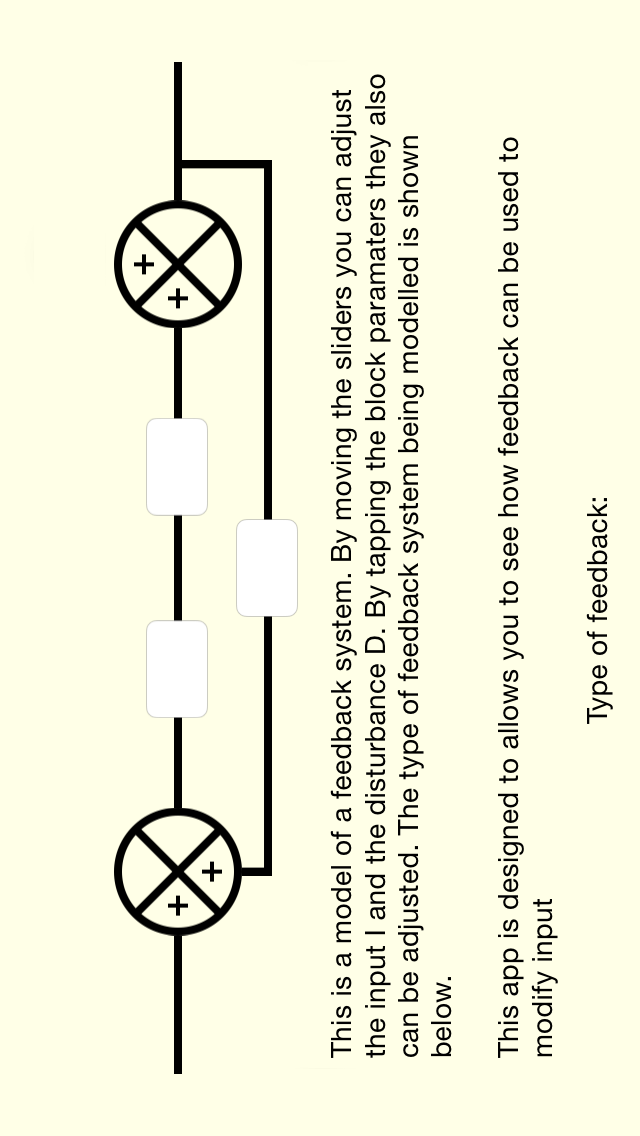 + +
+ +
This is a model of a feedback system. By moving the sliders you can adjust
the input I and the disturbance D. By tapping the block paramaters they also
can be adjusted. The type of feedback system being modelled is shown
below.
This app is designed to allows you to see how feedback can be used to
modify input
Type of feedback: